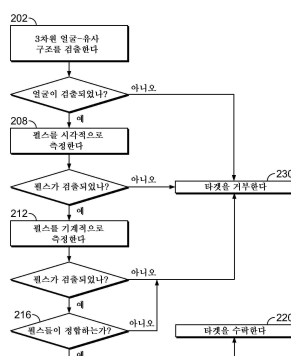 202
3차원 얼굴-유사
구조를 검출한다
얼굴이 검출되었나?
아니오
예
208
펄스를 시각적으로
측정한다
펄스가 검출되었나?
아니오
230
타겟을 거부한다
예
212
펄스를 기계적으로
측정한다
펄스가 검출되었나?
아니오
예
216
펄스들이 정합하는가?
아니오
220
타겟을 수락한다
예